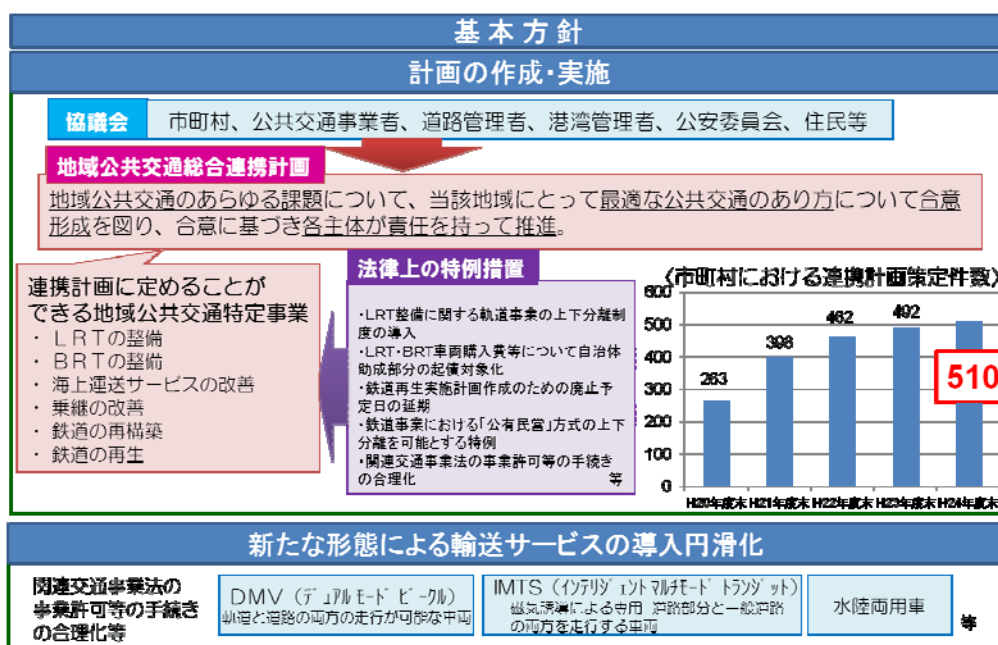 基本方針
計画の作成・実施
協議会
市町村、公共交通事業者、道路管理者、港湾管理者、公安委員会、住民等
地域公共交通総合連携計画
地域公共交通のあらゆる課題について、当該地域にとって最適な公共交通のあり方について合意
形成を図り、合意に基づき各主体が責任を持って推進。
連携計画に定めることが
できる地域公共交通特定事業
・ ＬＲＴの整備
・ ＢＲＴの整備
・ 海上運送サービスの改善
・ 乗継の改善
・ 鉄道の再構築
・ 鉄道の再生
法律上の特例措置
・LRT整備に関する軌道事業の上下分離制
度の導入
・LRT・BRT車両購入費等について自治体
助成部分の起債対象化
・鉄道再生実施計画作成のための廃止予
定日の延期
・鉄道事業における「公有民営」方式の上下
分離を可能とする特例
・関連交通事業法の事業許可等の手続き
の合理化 等
〈市町村における連携計画策定件数〉
600
500
400
300
200
100
0
263
398
462
492
510
H20年度末 H21年度末 H22年度末 H23年度末 H24年度末
新たな形態による輸送サービスの導入円滑化
関連交通事業法の
事業許可等の手続き
の合理化等
DMV（デュアルモードビークル）
軌道と道路の両方の走行が可能な車両
IMTS（インテリジェントマルチモードトランジット）
磁気誘導による専用道路部分と一般道路
の両方を走行する車両
水陸両用車
等